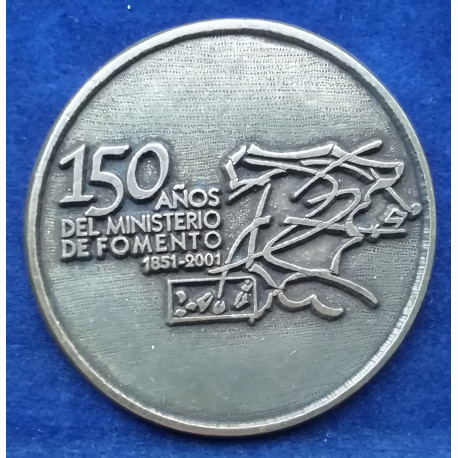 150 AÑOS
DEL MINISTERIO
DE FOMENTO
1851-2001